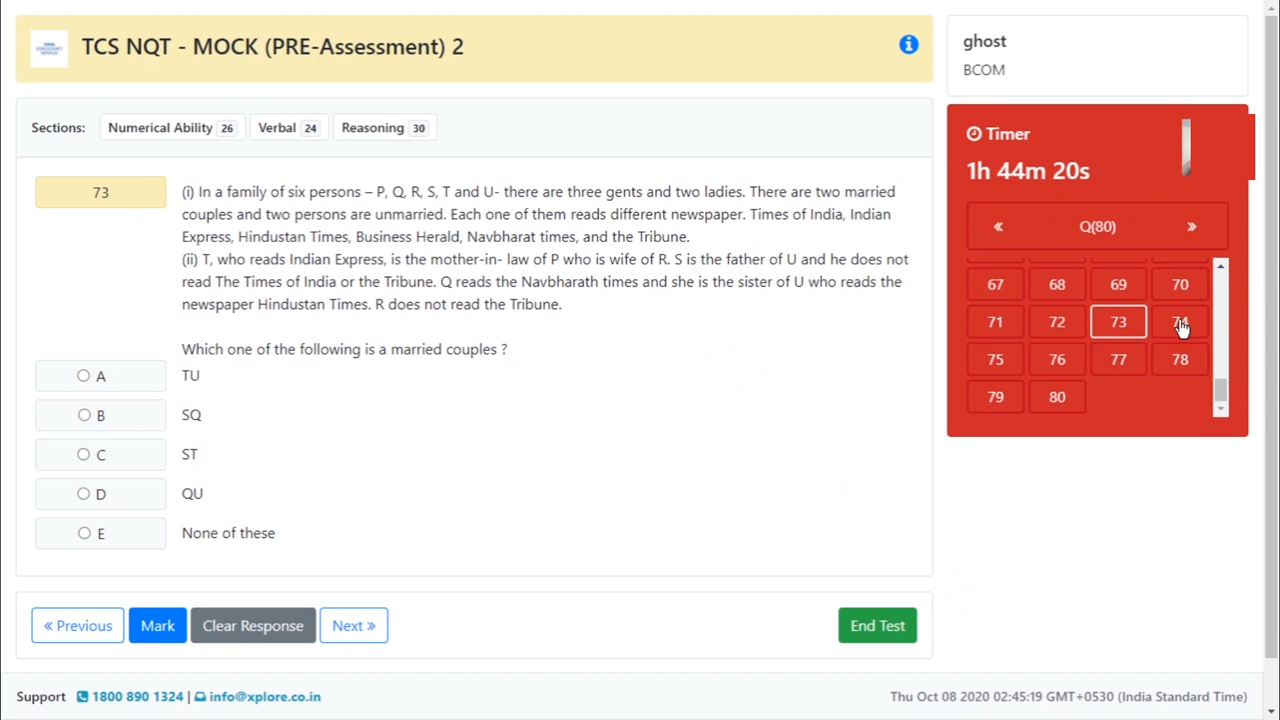 TCS NQT - MOCK (PRE-Assessment) 2
ghost
BCOM
Sections: Numerical Ability 26 Verbal 24 Reasoning 30
Timer
1h 44m 20s
« Q(80) »
67 68 69 70
71 72 73 74
75 76 77 78
79 80
73
(i) In a family of six persons – P, Q, R, S, T and U- there are three gents and two ladies. There are two married
couples and two persons are unmarried. Each one of them reads different newspaper. Times of India, Indian
Express, Hindustan Times, Business Herald, Navbharat times, and the Tribune.
(ii) T, who reads Indian Express, is the mother-in- law of P who is wife of R. S is the father of U and he does not
read The Times of India or the Tribune. Q reads the Navbharath times and she is the sister of U who reads the
newspaper Hindustan Times. R does not read the Tribune.
Which one of the following is a married couples ?
A TU
B SQ
C ST
D QU
E None of these
« Previous Mark Clear Response Next » End Test
Support 1800 890 1324 | info@xplore.co.in
Thu Oct 08 2020 02:45:19 GMT+0530 (India Standard Time)